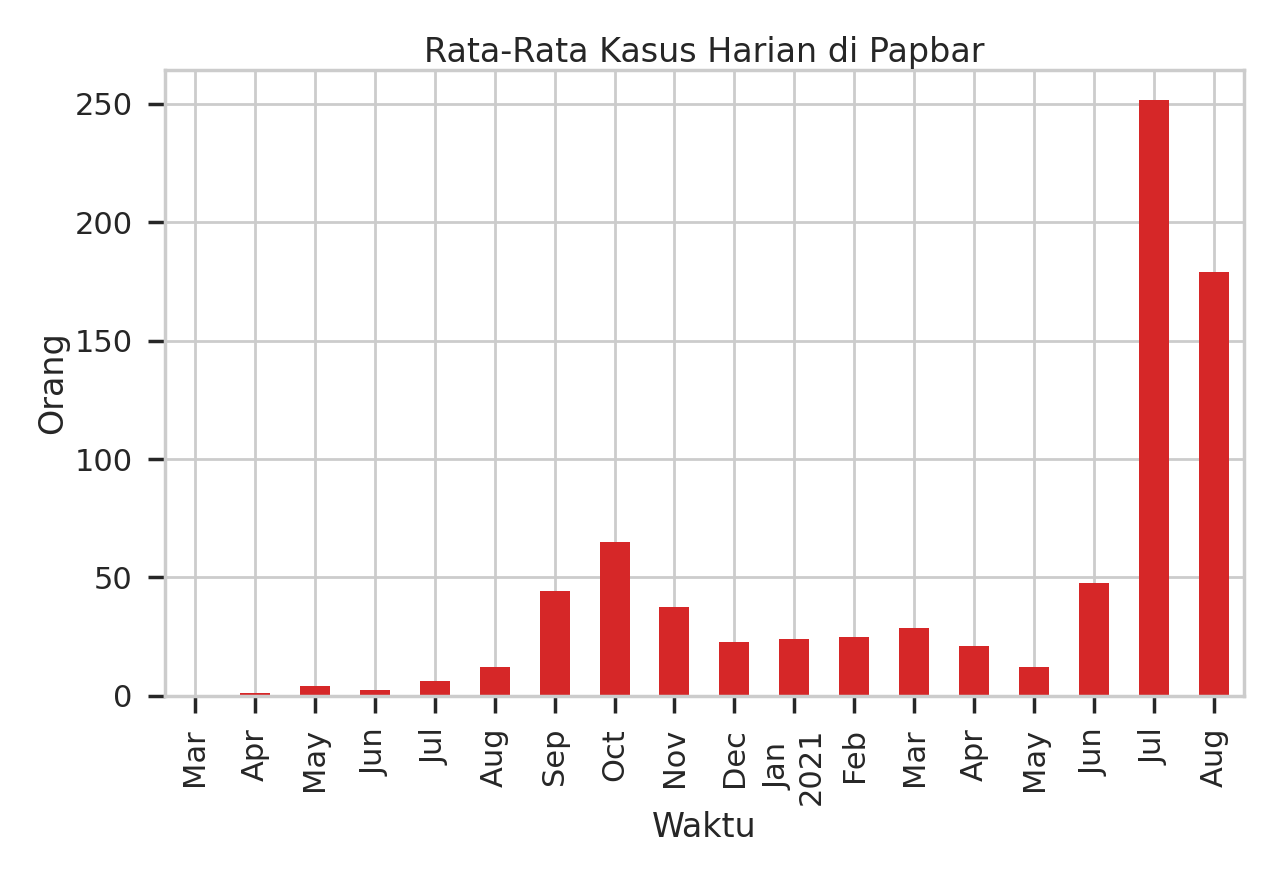 Rata-Rata Kasus Harian di Papbar
250
200
150
100
50
0
Orang
Mar
Apr
May
Jun
Jul
Aug
Sep
Oct
Nov
Dec
Jan
2021
Feb
Mar
Apr
May
Jun
Jul
Aug
Waktu